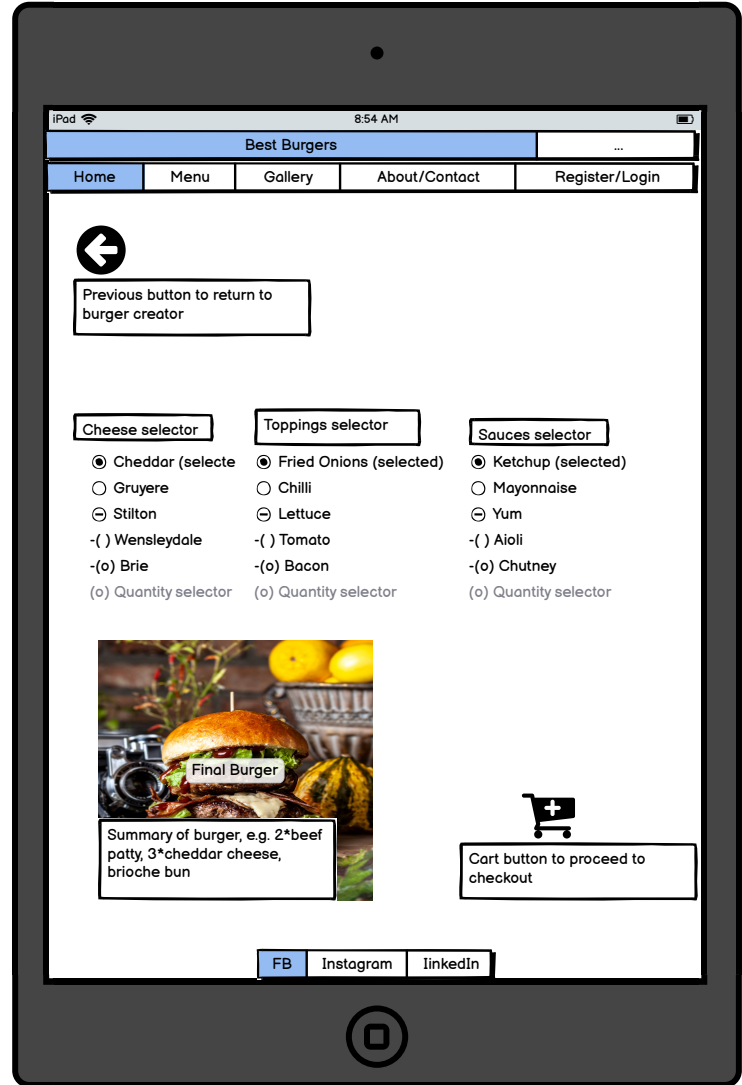 iPad 8:54 AM
Best Burgers ...
Home Menu Gallery About/Contact Register/Login
Previous button to return to
burger creator
Cheese selector
Cheddar (selecte
Gruyere
Stilton
-( ) Wensleydale
-(o) Brie
(o) Quantity selector
Toppings selector
Fried Onions (selected)
Chilli
Lettuce
-( ) Tomato
-(o) Bacon
(o) Quantity selector
Sauces selector
Ketchup (selected)
Mayonnaise
Yum
-( ) Aioli
-(o) Chutney
(o) Quantity selector
Final Burger
Summary of burger, e.g. 2*beef
patty, 3*cheddar cheese,
brioche bun
Cart button to proceed to
checkout
FB Instagram IinkedIn